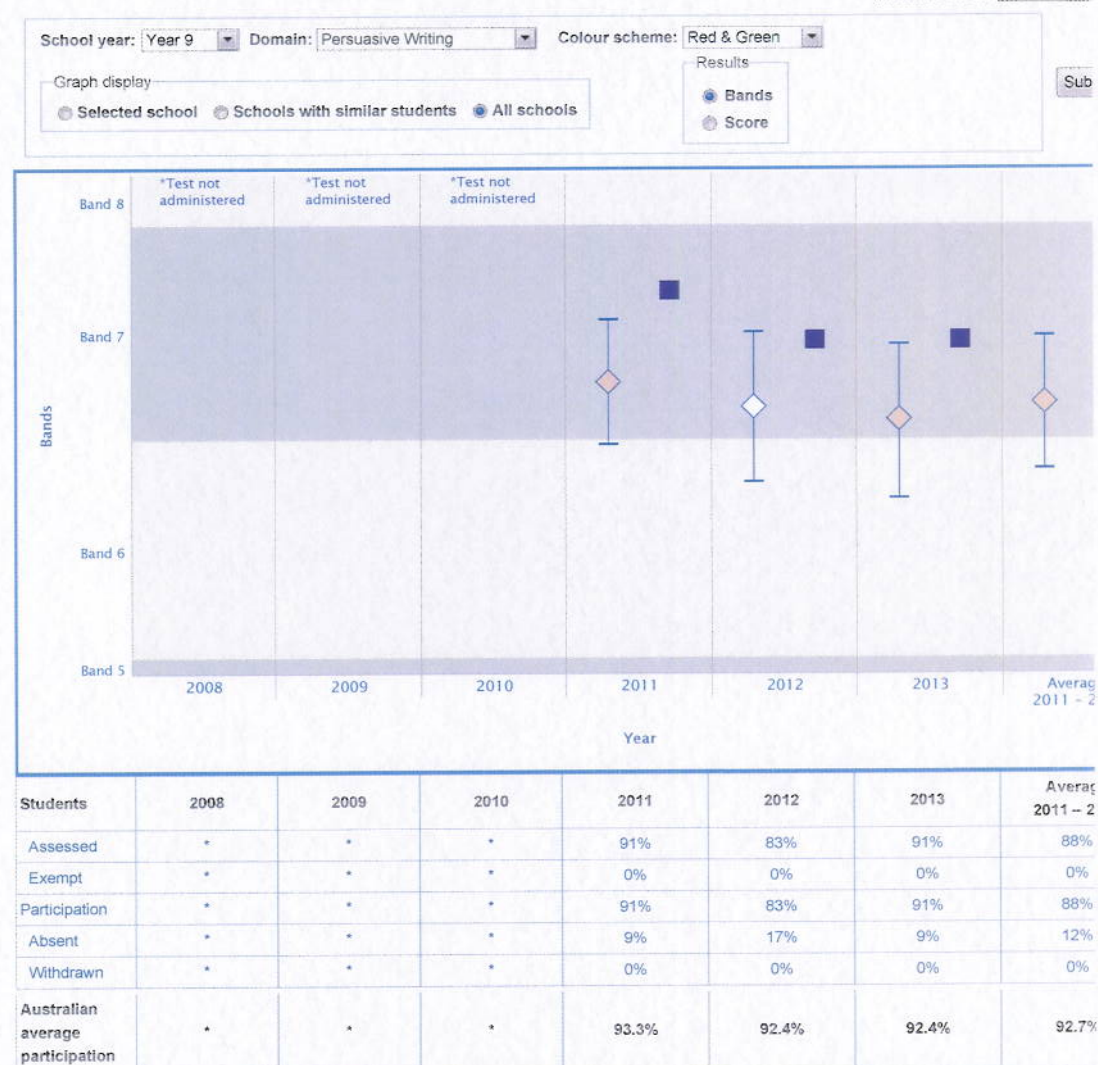 School year: Year 9 Domain: Persuasive Writing Colour scheme: Red & Green
Graph display
Selected school Schools with similar students All schools
Results
Bands
Score
Sub
*Test not administered *Test not administered *Test not administered
Band 8
Band 7
Bands
Band 6
Band 5
2008 2009 2010 2011 2012 2013 Averag
2011 - 2
Year
Students 2008 2009 2010 2011 2012 2013 Averag
2011 – 2
Assessed * * * 91% 83% 91% 88%
Exempt * * * 0% 0% 0% 0%
Participation * * * 91% 83% 91% 88%
Absent * * * 9% 17% 9% 12%
Withdrawn * * * 0% 0% 0% 0%
Australian
average * * * 93.3% 92.4% 92.4% 92.7%
participation